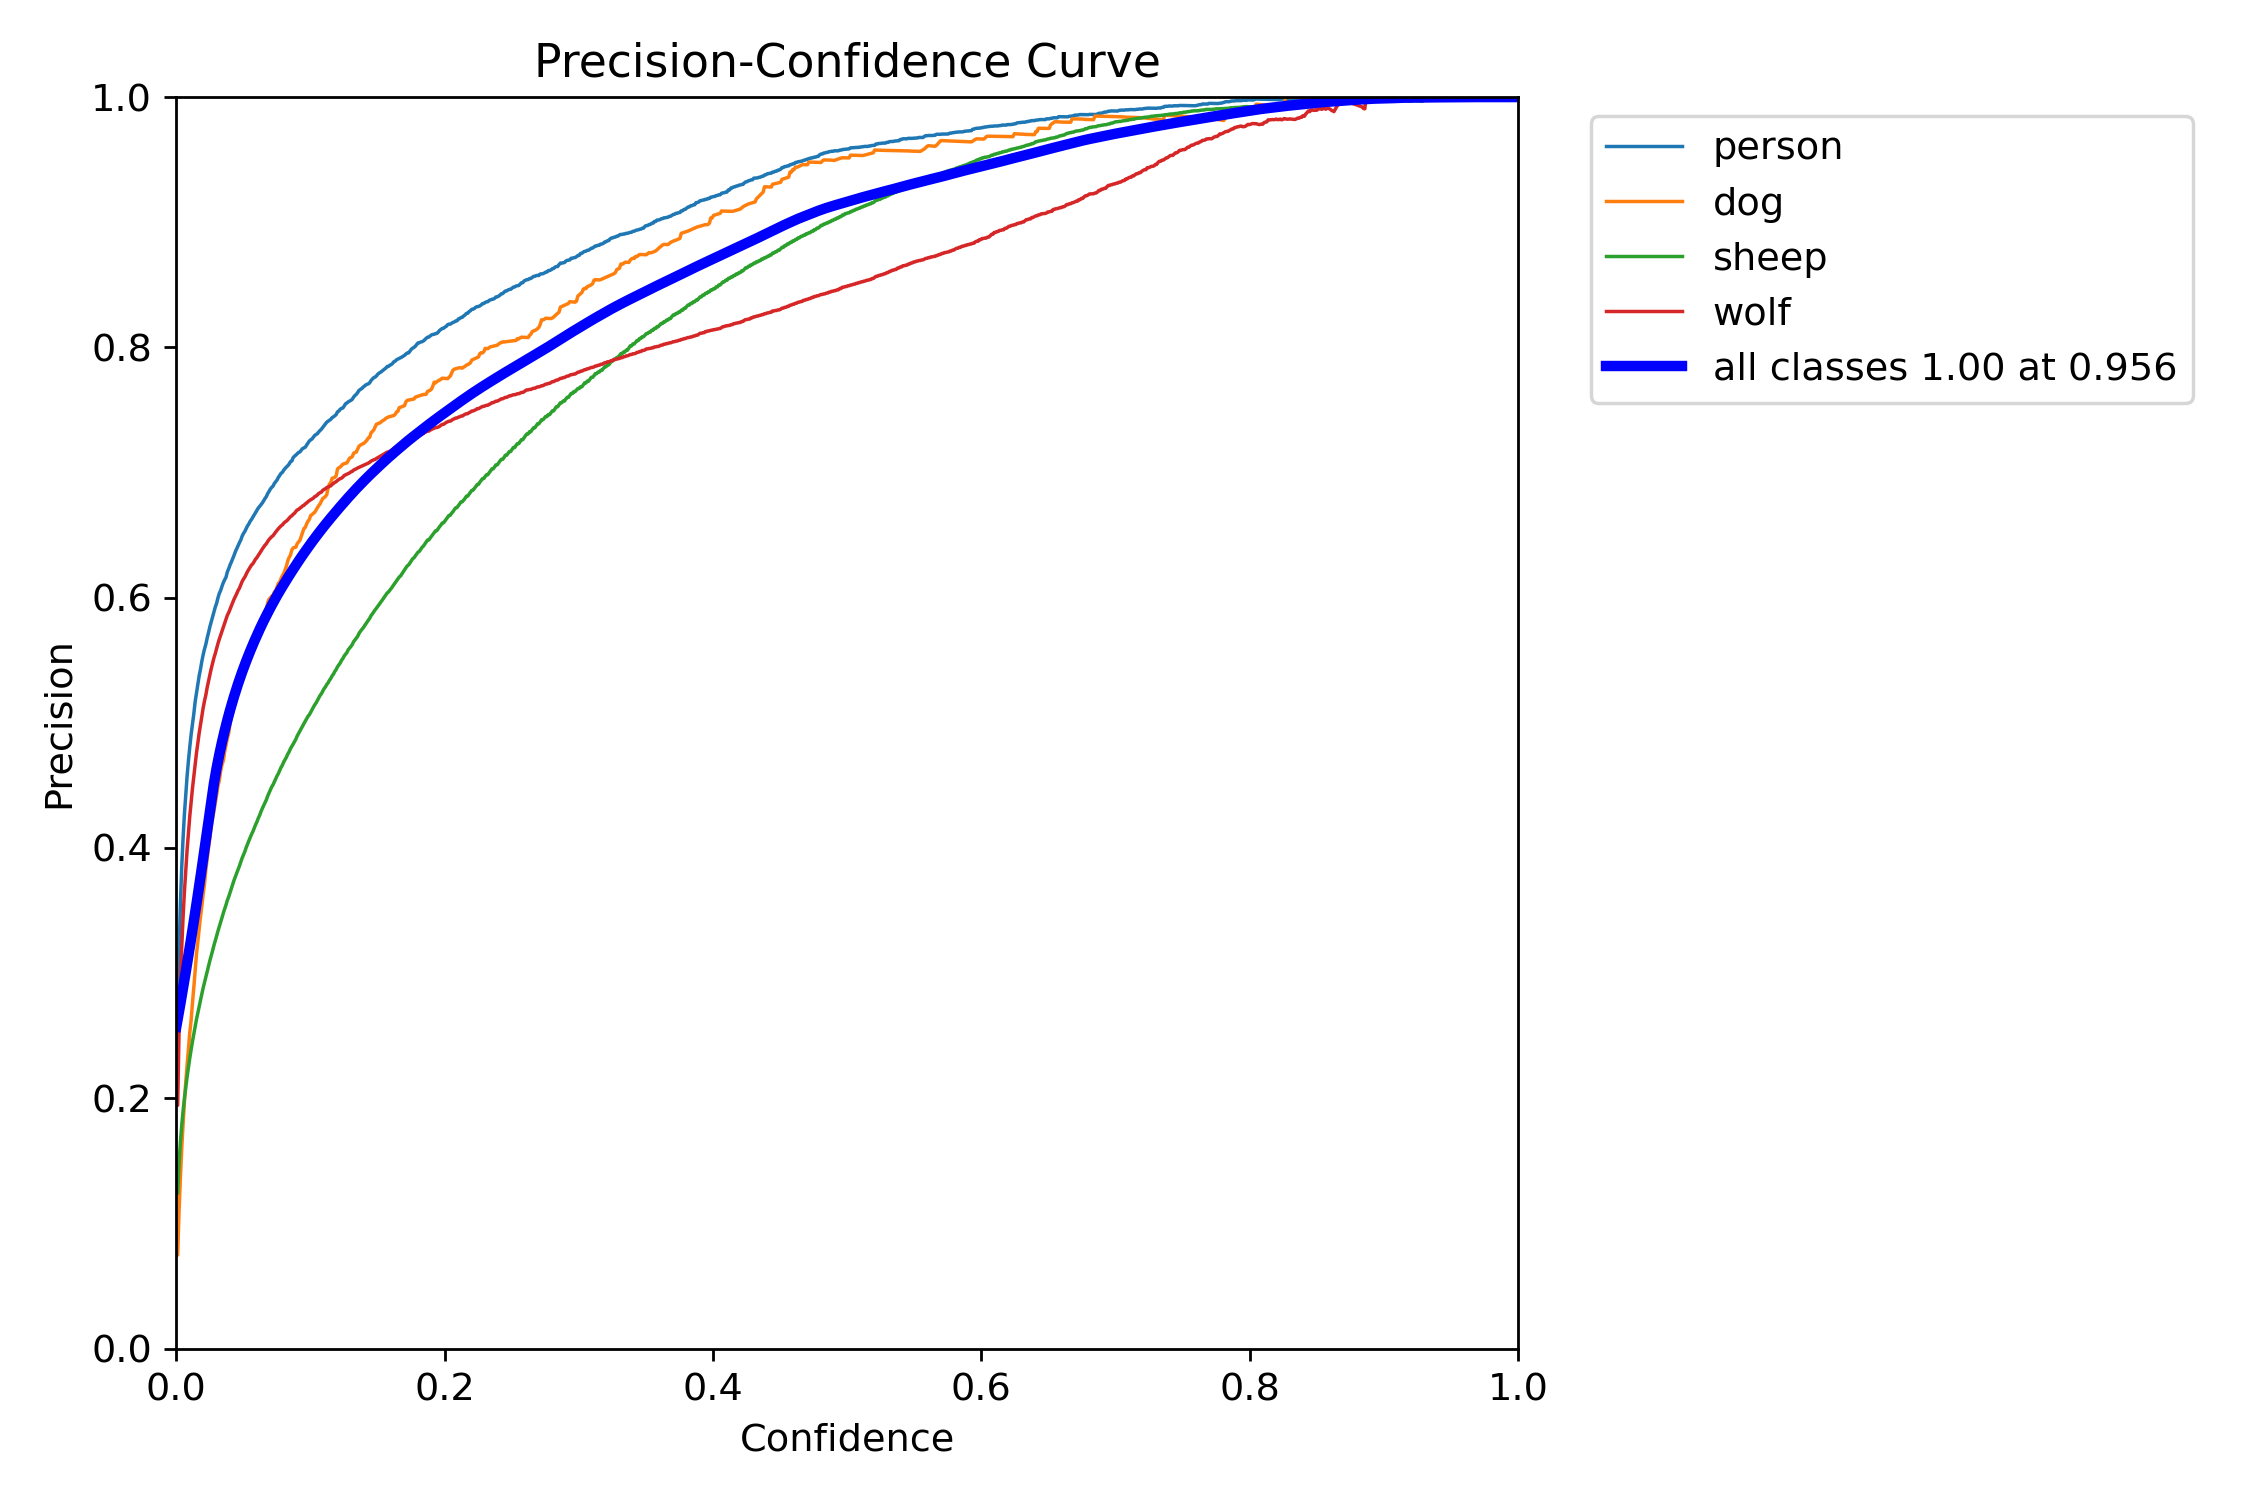 Precision-Confidence Curve
1.0
0.8
0.6
0.4
0.2
0.0
Precision
0.0 0.2 0.4 0.6 0.8 1.0
Confidence
person
dog
sheep
wolf
all classes 1.00 at 0.956